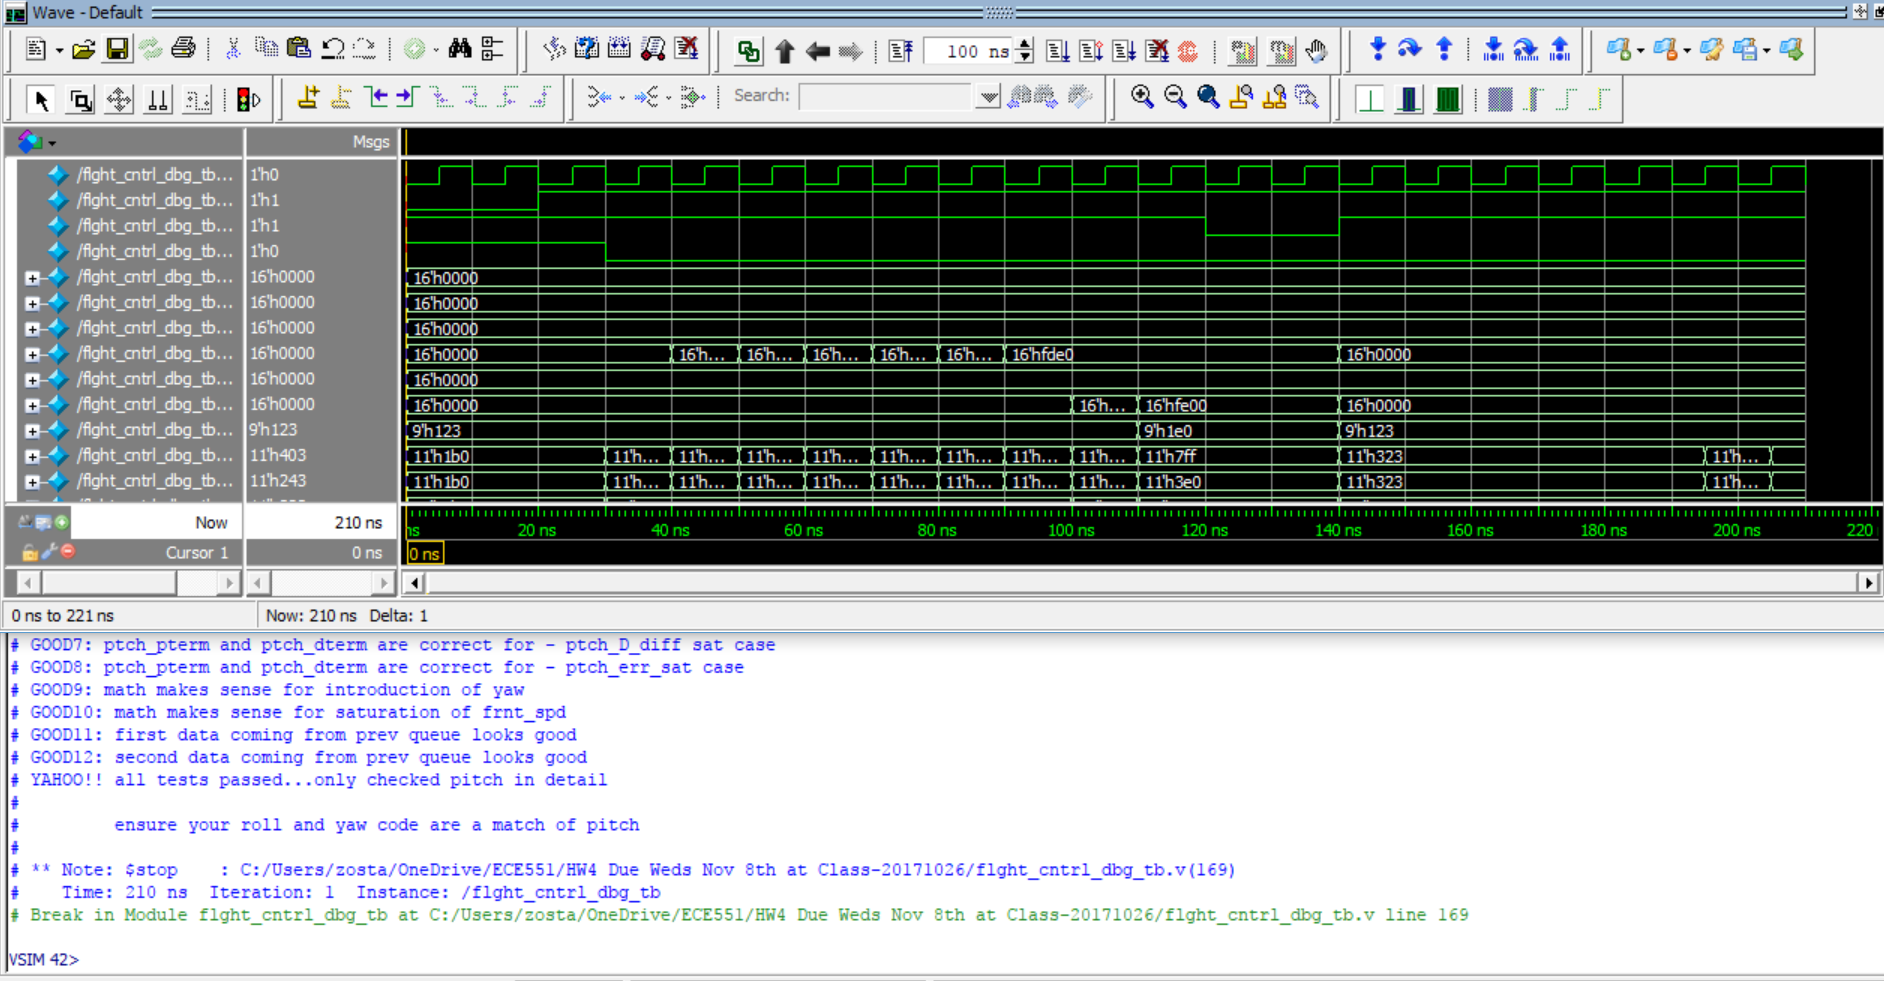 Wave - Default
100 ns
Search:
Msgs
/flght_cntrl_dbg_tb... 1'h0
/flght_cntrl_dbg_tb... 1'h1
/flght_cntrl_dbg_tb... 1'h1
/flght_cntrl_dbg_tb... 1'h0
/flght_cntrl_dbg_tb... 16'h0000 16'h0000
/flght_cntrl_dbg_tb... 16'h0000 16'h0000
/flght_cntrl_dbg_tb... 16'h0000 16'h0000
/flght_cntrl_dbg_tb... 16'h0000 16'h0000 16'h... 16'h... 16'h... 16'h... 16'h... 16'hfde0 16'h0000
/flght_cntrl_dbg_tb... 16'h0000 16'h0000
/flght_cntrl_dbg_tb... 16'h0000 16'h0000 16'h... 16'hfe00 16'h0000
/flght_cntrl_dbg_tb... 9'h123 9'h123 9'h1e0 9'h123
/flght_cntrl_dbg_tb... 11'h403 11'h1b0 11'h... 11'h... 11'h... 11'h... 11'h... 11'h... 11'h... 11'h... 11'h7ff 11'h323 11'h...
/flght_cntrl_dbg_tb... 11'h243 11'h1b0 11'h... 11'h... 11'h... 11'h... 11'h... 11'h... 11'h... 11'h... 11'h3e0 11'h323 11'h...
Now 210 ns ns 20 ns 40 ns 60 ns 80 ns 100 ns 120 ns 140 ns 160 ns 180 ns 200 ns 220
Cursor 1 0 ns 0 ns
0 ns to 221 ns Now: 210 ns Delta: 1
# GOOD7: ptch_pterm and ptch_dterm are correct for - ptch_D_diff sat case
# GOOD8: ptch_pterm and ptch_dterm are correct for - ptch_err_sat case
# GOOD9: math makes sense for introduction of yaw
# GOOD10: math makes sense for saturation of frnt_spd
# GOOD11: first data coming from prev queue looks good
# GOOD12: second data coming from prev queue looks good
# YAHOO!! all tests passed...only checked pitch in detail
#
# ensure your roll and yaw code are a match of pitch
#
# ** Note: $stop : C:/Users/zosta/OneDrive/ECE551/HW4 Due Weds Nov 8th at Class-20171026/flght_cntrl_dbg_tb.v(169)
# Time: 210 ns Iteration: 1 Instance: /flght_cntrl_dbg_tb
# Break in Module flght_cntrl_dbg_tb at C:/Users/zosta/OneDrive/ECE551/HW4 Due Weds Nov 8th at Class-20171026/flght_cntrl_dbg_tb.v line 169
VSIM 42>